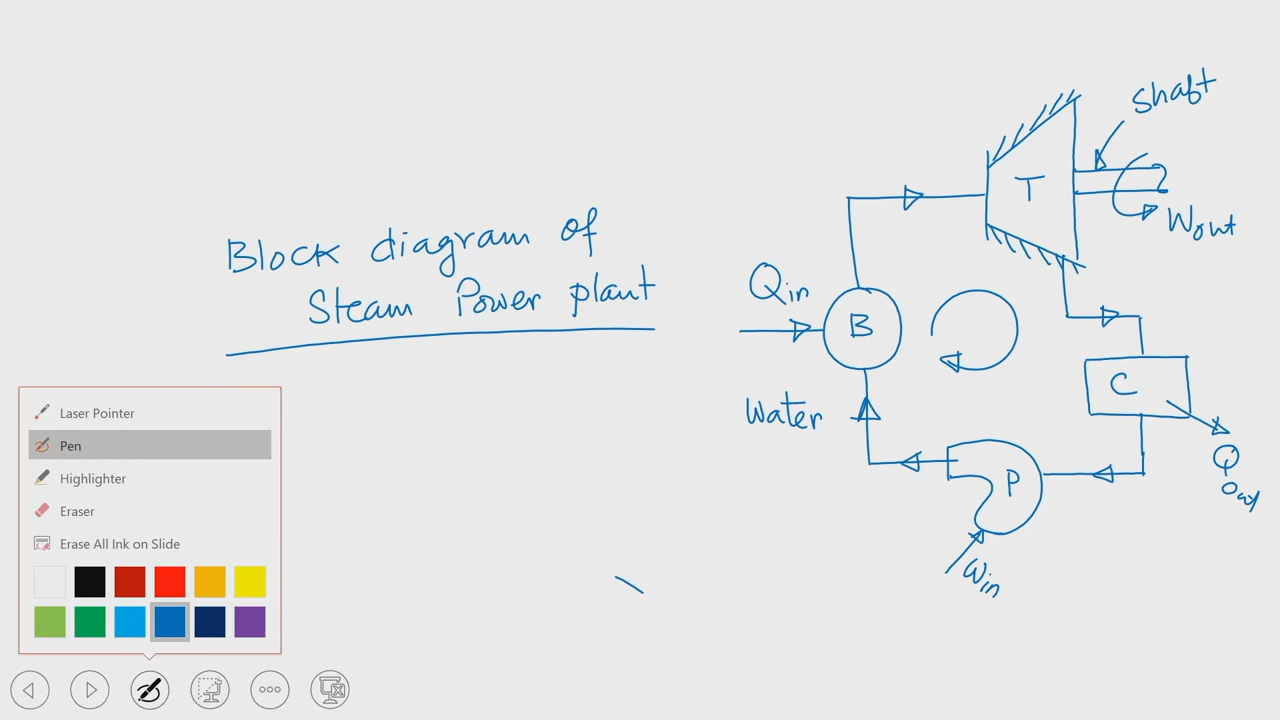 Block diagram of
Steam Power plant
Shaft
T
Wout
Qin
B
C
Water
Qout
P
Win
Laser Pointer
Pen
Highlighter
Eraser
Erase All Ink on Slide